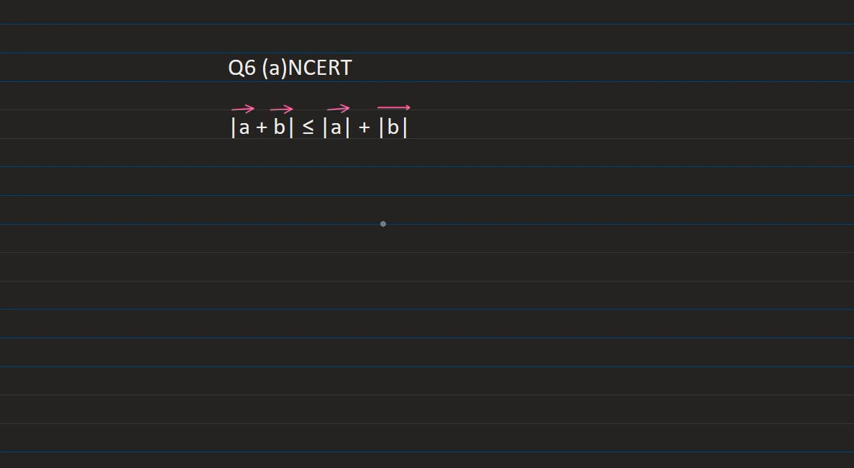 Q6 (a)NCERT
|a + b| ≤ |a| + |b|